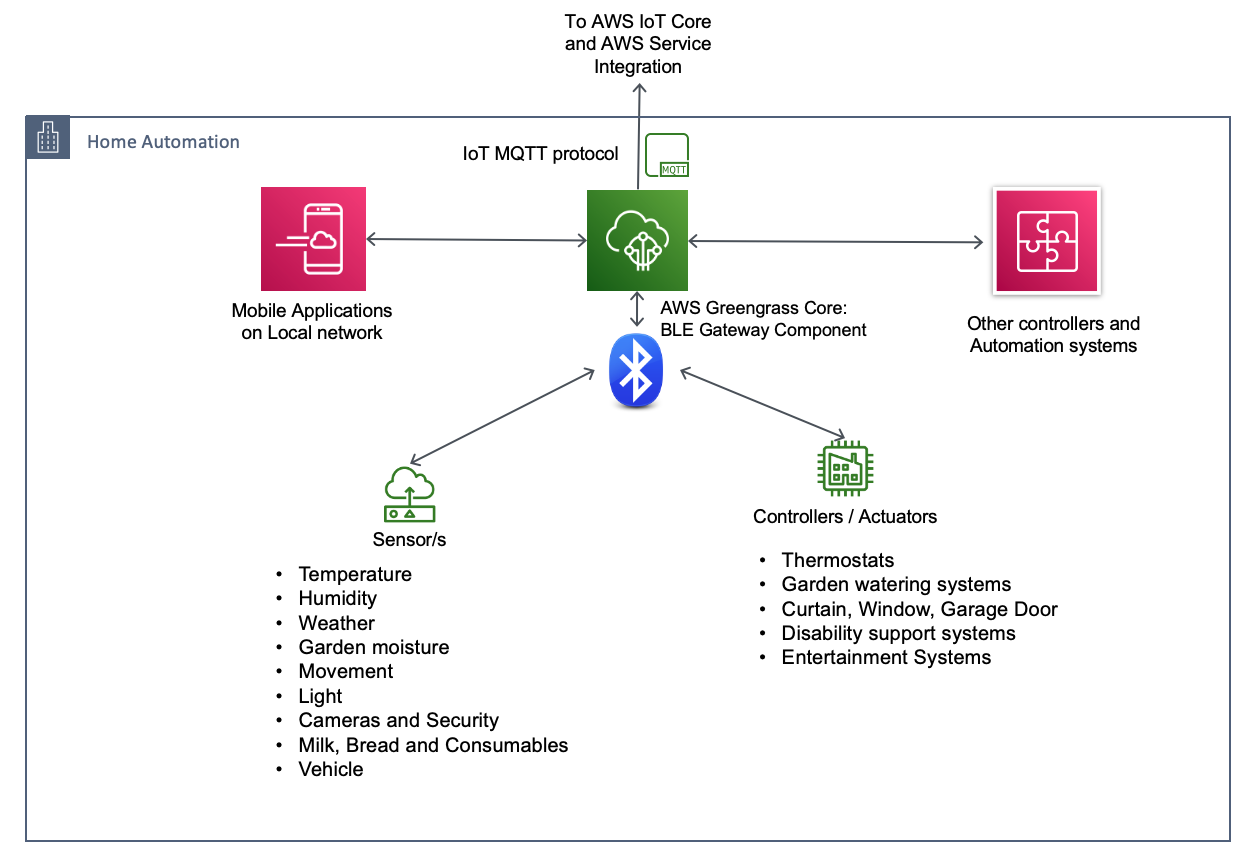 To AWS IoT Core
and AWS Service
Integration
Home Automation
IoT MQTT protocol
MQTT
Mobile Applications
on Local network
AWS Greengrass Core:
BLE Gateway Component
Other controllers and
Automation systems
Sensor/s
• Temperature
• Humidity
• Weather
• Garden moisture
• Movement
• Light
• Cameras and Security
• Milk, Bread and Consumables
• Vehicle
Controllers / Actuators
• Thermostats
• Garden watering systems
• Curtain, Window, Garage Door
• Disability support systems
• Entertainment Systems